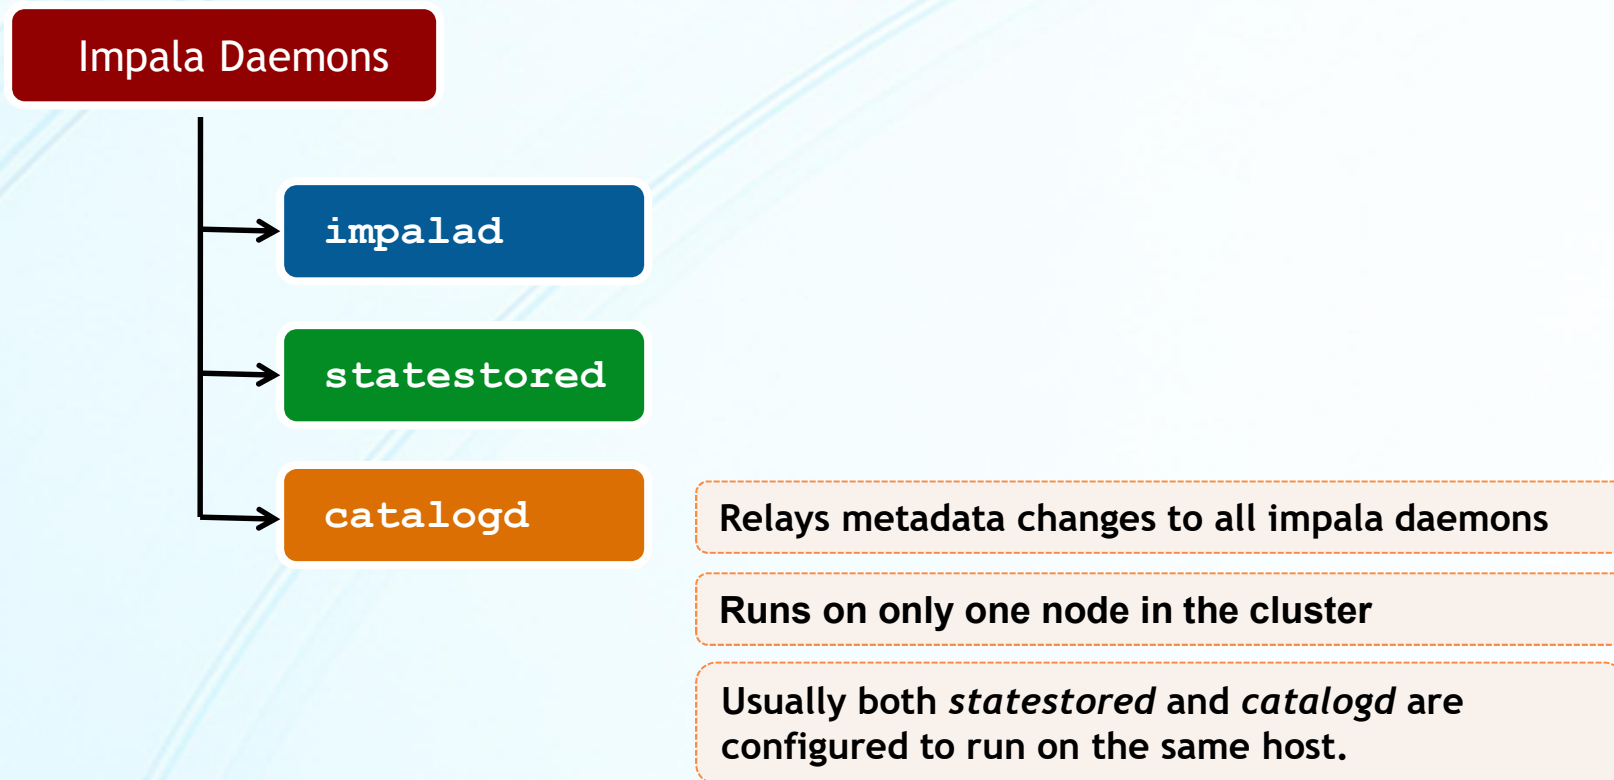 Impala Daemons
impalad
statestored
catalogd
Relays metadata changes to all impala daemons
Runs on only one node in the cluster
Usually both statestored and catalogd are
configured to run on the same host.